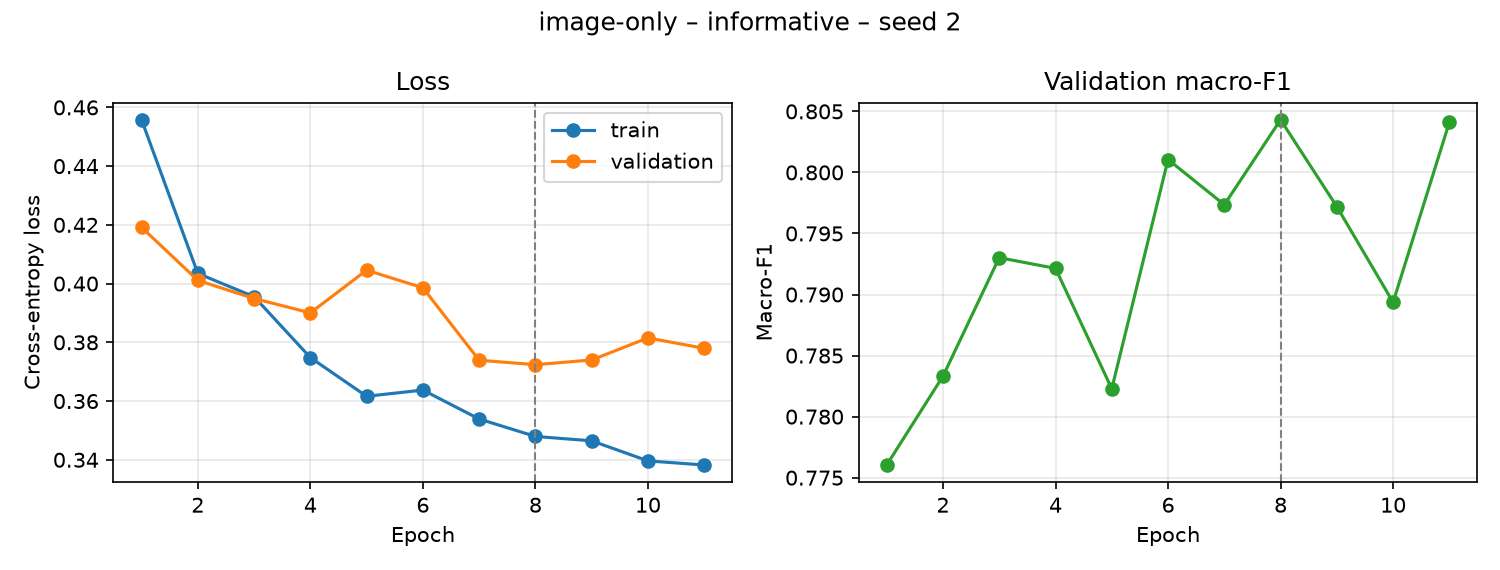 image-only – informative – seed 2
Loss
0.46
0.44
0.42
0.40
0.38
0.36
0.34
Cross-entropy loss
train
validation
2 4 6 8 10
Epoch
Validation macro-F1
0.805
0.800
0.795
0.790
0.785
0.780
0.775
Macro-F1
2 4 6 8 10
Epoch